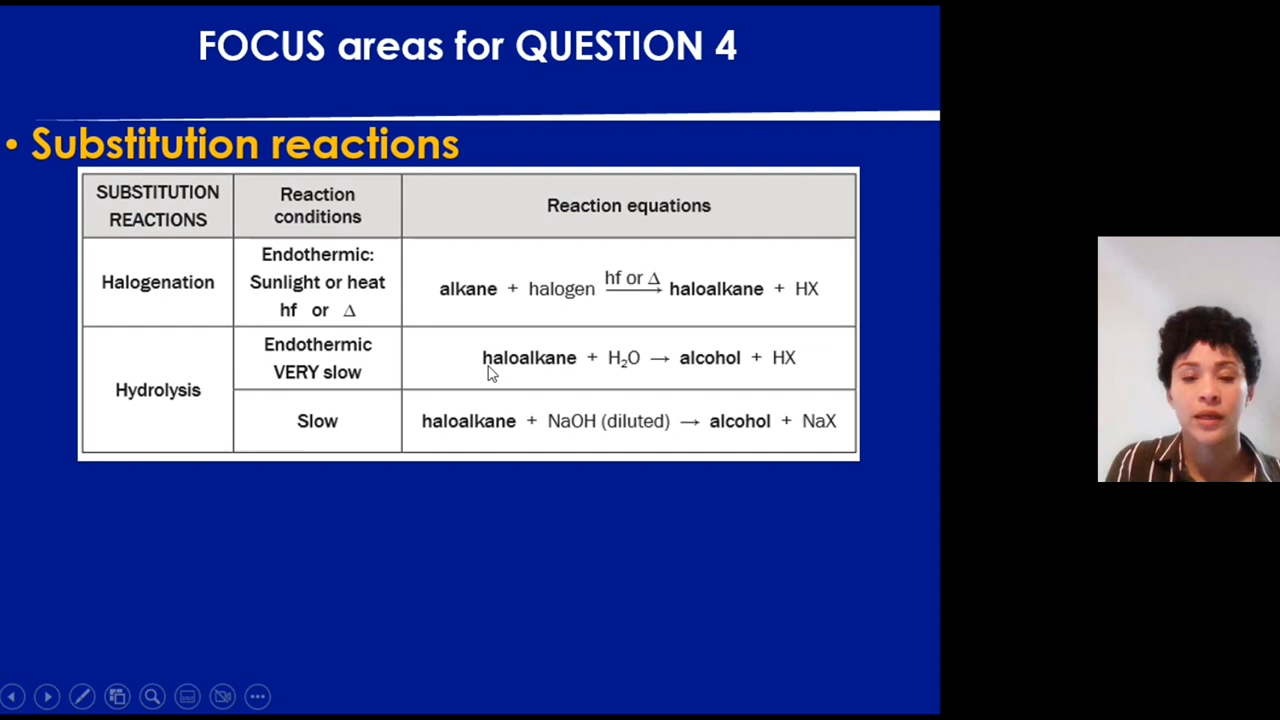 FOCUS areas for QUESTION 4
• Substitution reactions
SUBSTITUTION
REACTIONS
Reaction
conditions
Reaction equations
Halogenation
Endothermic:
Sunlight or heat
hf or Δ
alkane + halogen hf or Δ → haloalkane + HX
Hydrolysis
Endothermic
VERY slow
haloalkane + H₂O → alcohol + HX
Slow
haloalkane + NaOH (diluted) → alcohol + NaX